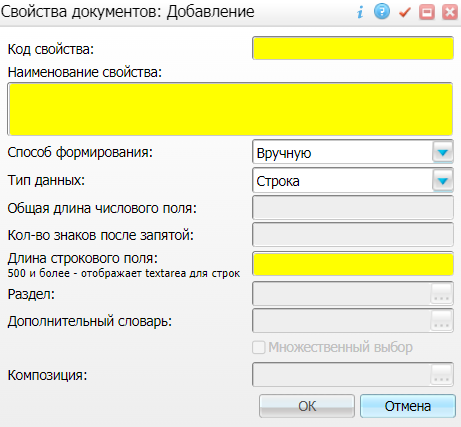 Свойства документов: Добавление
Код свойства:
Наименование свойства:
Способ формирования: Вручную
Тип данных: Строка
Общая длина числового поля:
Кол-во знаков после запятой:
Длина строкового поля:
500 и более - отображает textarea для строк
Раздел: ...
Дополнительный словарь: ...
Множественный выбор
Композиция: ...
ОК Отмена